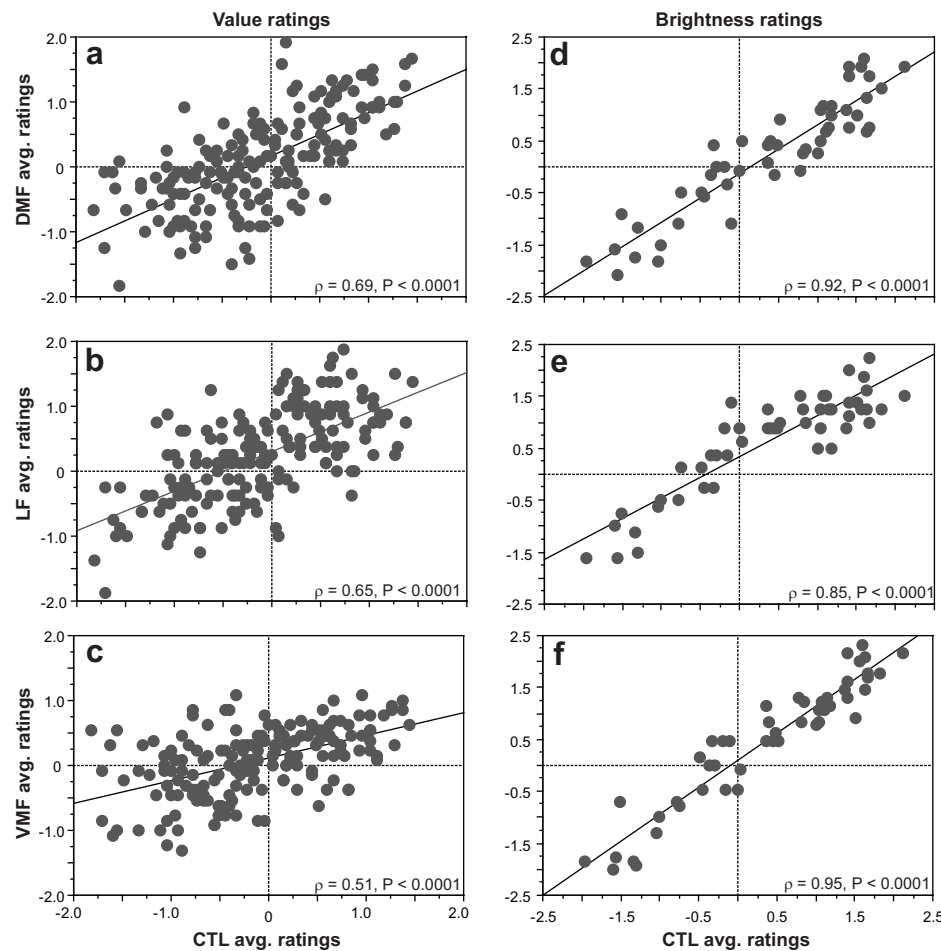 Value ratings
Brightness ratings
a
2.0
1.0
0
-1.0
-2.0
DMF avg. ratings
ρ = 0.69, P < 0.0001
d
2.5
1.5
0.5
-0.5
-1.5
-2.5
ρ = 0.92, P < 0.0001
b
2.0
1.0
0
-1.0
-2.0
LF avg. ratings
ρ = 0.65, P < 0.0001
e
2.5
1.5
0.5
-0.5
-1.5
-2.5
ρ = 0.85, P < 0.0001
c
2.0
1.0
0
-1.0
-2.0
VMF avg. ratings
ρ = 0.51, P < 0.0001
-2.0 -1.0 0 1.0 2.0
CTL avg. ratings
f
2.5
1.5
0.5
-0.5
-1.5
-2.5
ρ = 0.95, P < 0.0001
-2.5 -1.5 -0.5 0.5 1.5 2.5
CTL avg. ratings